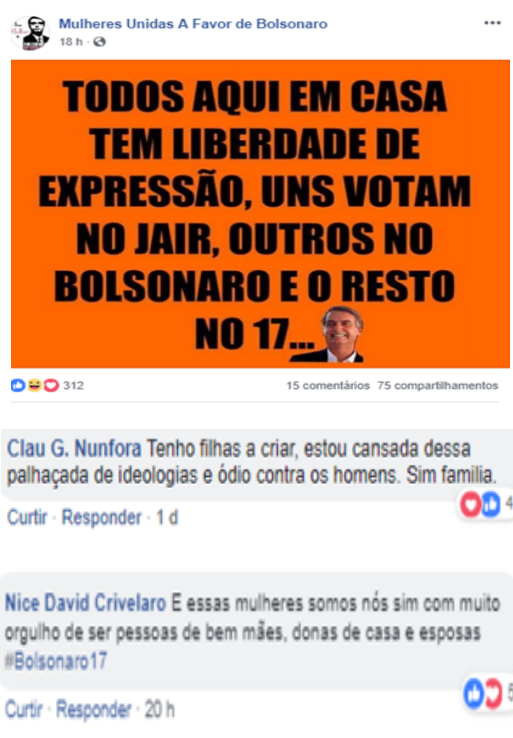 Mulheres Unidas A Favor de Bolsonaro
18 h
TODOS AQUI EM CASA
TEM LIBERDADE DE
EXPRESSÃO, UNS VOTAM
NO JAIR, OUTROS NO
BOLSONARO E O RESTO
NO 17...
312 15 comentários 75 compartilhamentos
Clau G. Nunfora Tenho filhas a criar, estou cansada dessa
palhaçada de ideologias e ódio contra os homens. Sim familia.
4
Curtir · Responder · 1 d
Nice David Crivelaro E essas mulheres somos nós sim com muito
orgulho de ser pessoas de bem mães, donas de casa e esposas
#Bolsonaro17
5
Curtir · Responder · 20 h